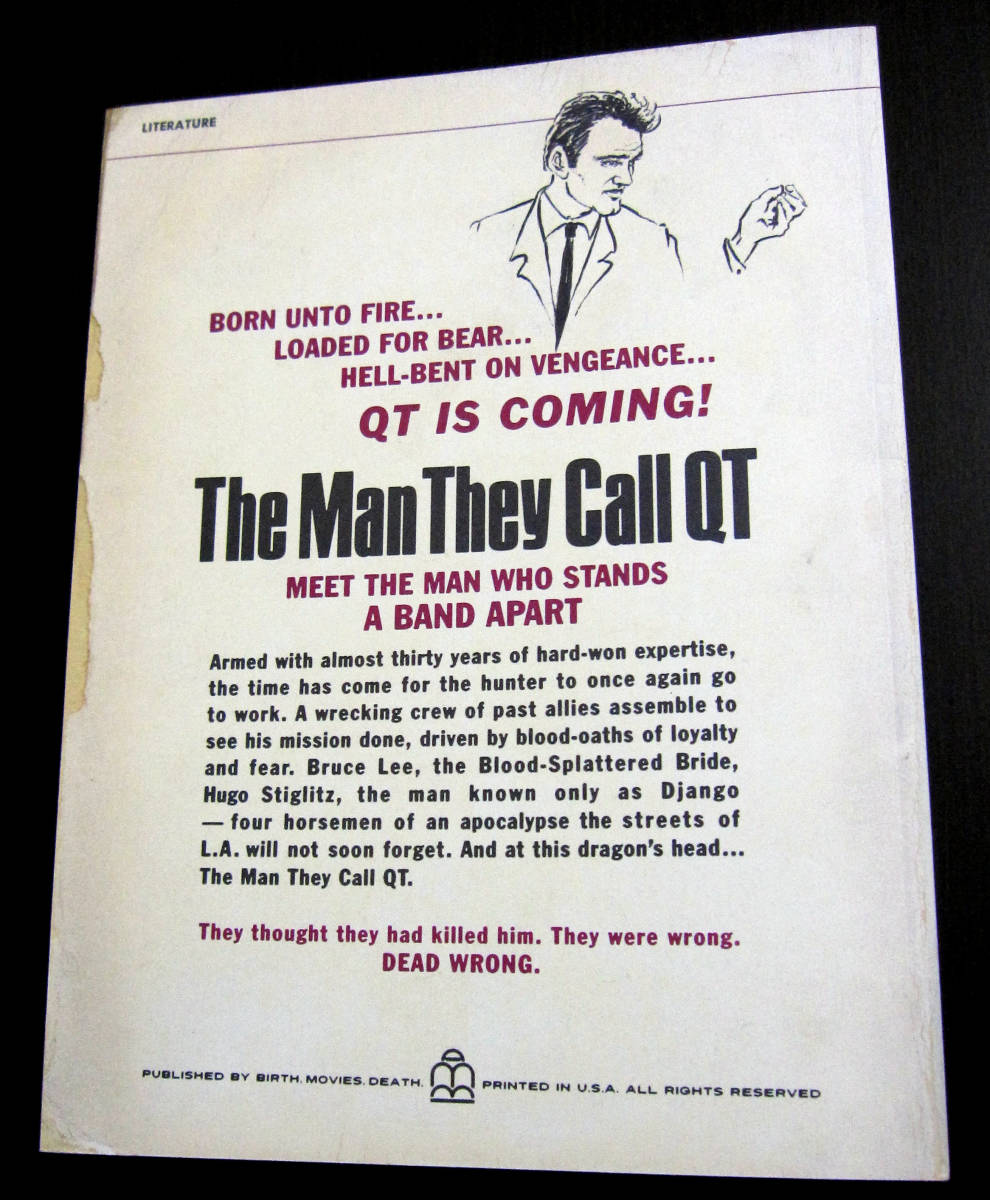 LITERATURE
BORN UNTO FIRE...
LOADED FOR BEAR...
HELL-BENT ON VENGEANCE...
QT IS COMING!
The Man They Call QT
MEET THE MAN WHO STANDS
A BAND APART
Armed with almost thirty years of hard-won expertise,
the time has come for the hunter to once again go
to work. A wrecking crew of past allies assemble to
see his mission done, driven by blood-oaths of loyalty
and fear. Bruce Lee, the Blood-Splattered Bride,
Hugo Stiglitz, the man known only as Django
— four horsemen of an apocalypse the streets of
L.A. will not soon forget. And at this dragon's head...
The Man They Call QT.
They thought they had killed him. They were wrong.
DEAD WRONG.
PUBLISHED BY BIRTH.MOVIES.DEATH. PRINTED IN U.S.A. ALL RIGHTS RESERVED